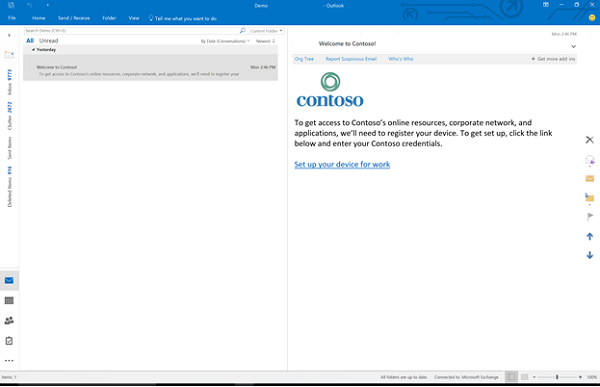 Demo - Outlook
File Home Send / Receive Folder View Tell me what you want to do
Search Demo (Ctrl+E) Current Folder
All Unread
By Date (Conversations) Newest
Yesterday
Welcome to Contoso!
Mon 2:46 PM
To get access to Contoso's online resources, corporate network, and applications, we'll need to register your
Inbox 9773
Clutter 2672
Sent Items
Deleted Items 916
Mon 2:46 PM
Welcome to Contoso!
Org Tree Report Suspicious Email Who's Who + Get more add ins
contoso
To get access to Contoso's online resources, corporate network, and
applications, we'll need to register your device. To get set up, click the link
below and enter your Contoso credentials.
Set up your device for work
Items: 1
All folders are up to date. Connected to: Microsoft Exchange
100%